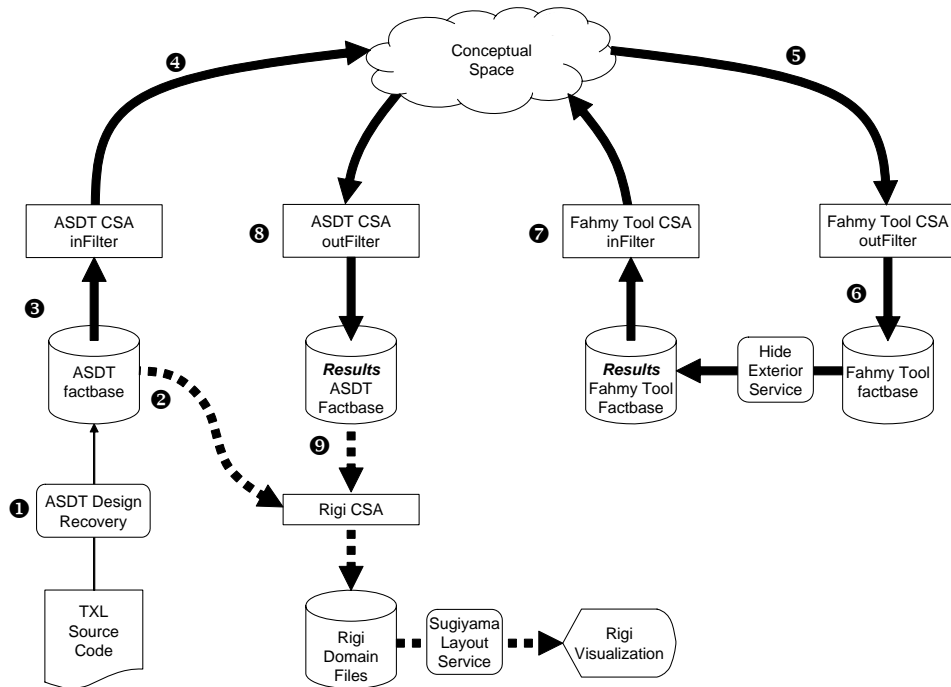 Conceptual
Space
❹
❺
ASDT CSA
inFilter
❽
ASDT CSA
outFilter
❼
Fahmy Tool CSA
inFilter
Fahmy Tool CSA
outFilter
❸
❻
ASDT
factbase
❷
Results
ASDT
Factbase
Results
Fahmy Tool
Factbase
Hide
Exterior
Service
Fahmy Tool
factbase
❾
❶
ASDT Design
Recovery
Rigi CSA
TXL
Source
Code
Rigi
Domain
Files
Sugiyama
Layout
Service
Rigi
Visualization